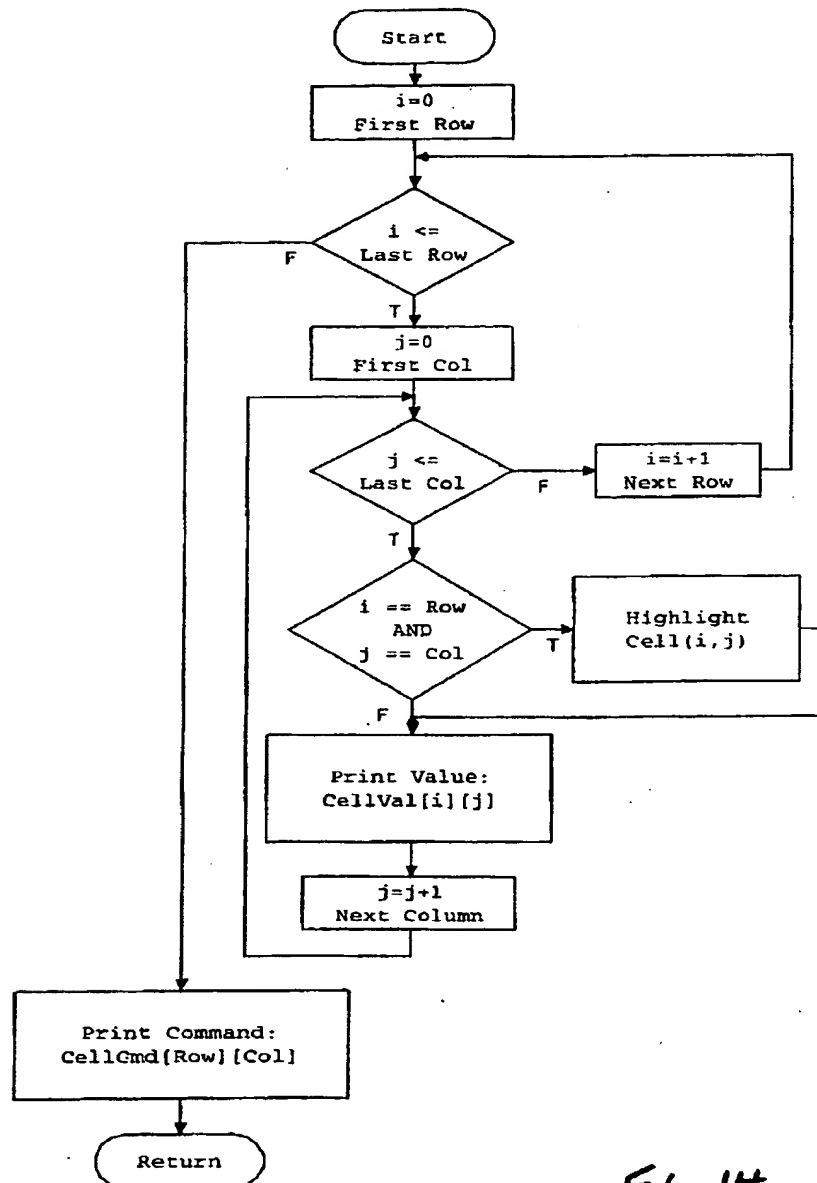 Start
i=0
First Row
i <=
Last Row
F
T
j=0
First Col
j <=
Last Col
F
i=i+1
Next Row
T
i == Row
AND
j == Col
T
Highlight
Cell(i,j)
F
Print Value:
CellVal[i][j]
j=j+1
Next Column
Print Command:
CellCmd[Row][Col]
Return